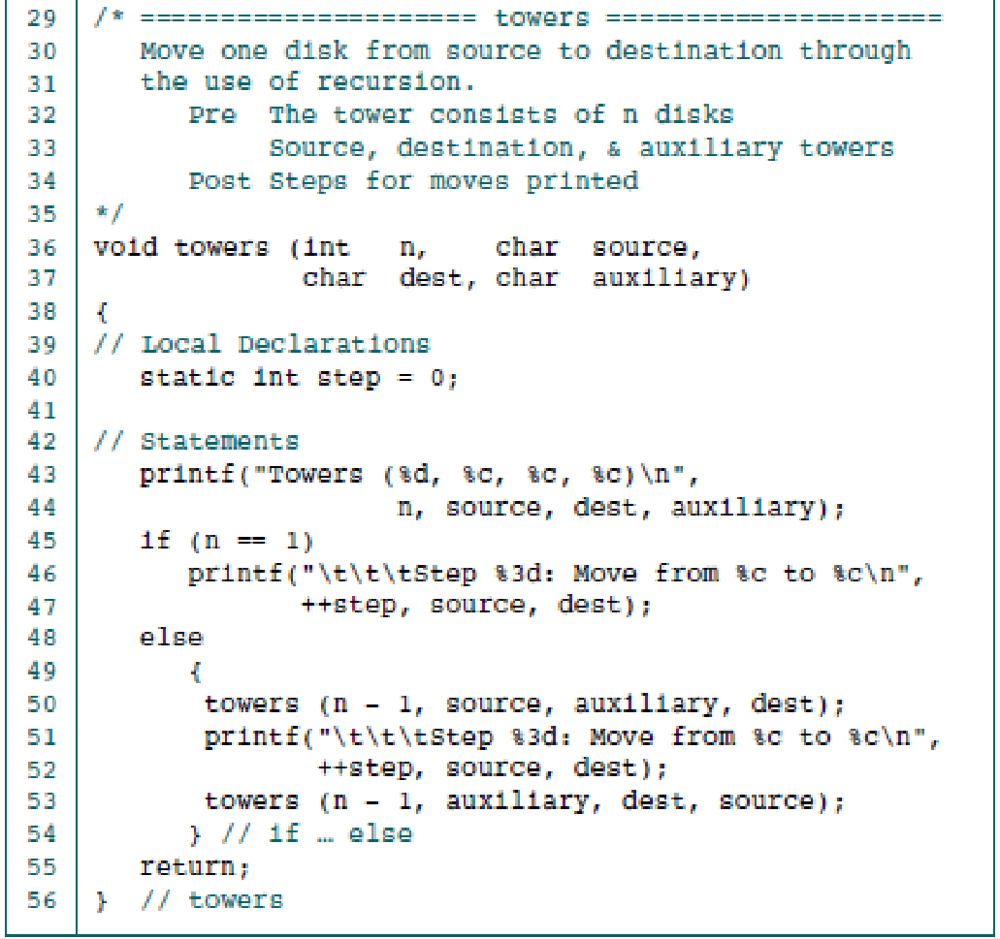 29 /* ===================== towers =====================
30 Move one disk from source to destination through
31 the use of recursion.
32 Pre The tower consists of n disks
33 Source, destination, & auxiliary towers
34 Post Steps for moves printed
35 */
36 void towers (int n, char source,
37 char dest, char auxiliary)
38 {
39 // Local Declarations
40 static int step = 0;
41
42 // Statements
43 printf("Towers (%d, %c, %c, %c)\n",
44 n, source, dest, auxiliary);
45 if (n == 1)
46 printf("\t\t\tStep %3d: Move from %c to %c\n",
47 ++step, source, dest);
48 else
49 {
50 towers (n - 1, source, auxiliary, dest);
51 printf("\t\t\tStep %3d: Move from %c to %c\n",
52 ++step, source, dest);
53 towers (n - 1, auxiliary, dest, source);
54 } // if … else
55 return;
56 } // towers